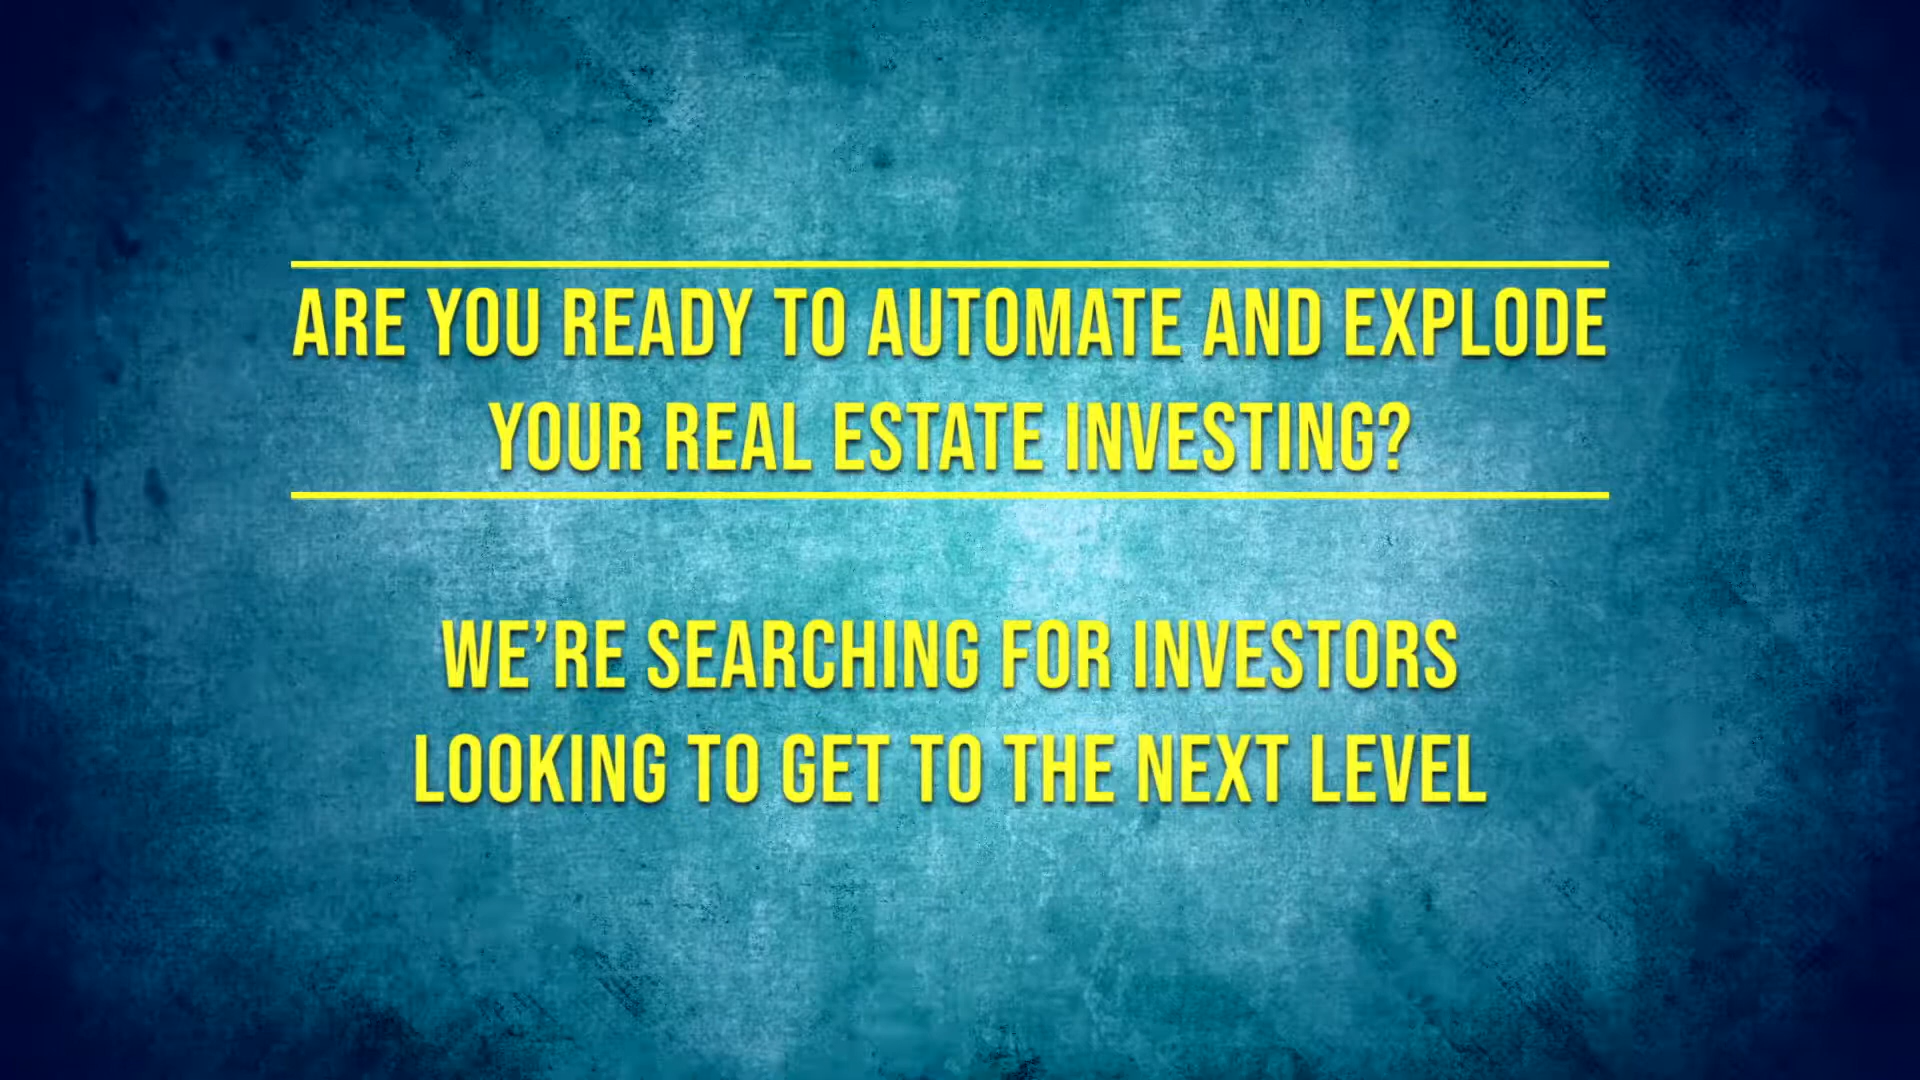 ARE YOU READY TO AUTOMATE AND EXPLODE
YOUR REAL ESTATE INVESTING?
WE’RE SEARCHING FOR INVESTORS
LOOKING TO GET TO THE NEXT LEVEL